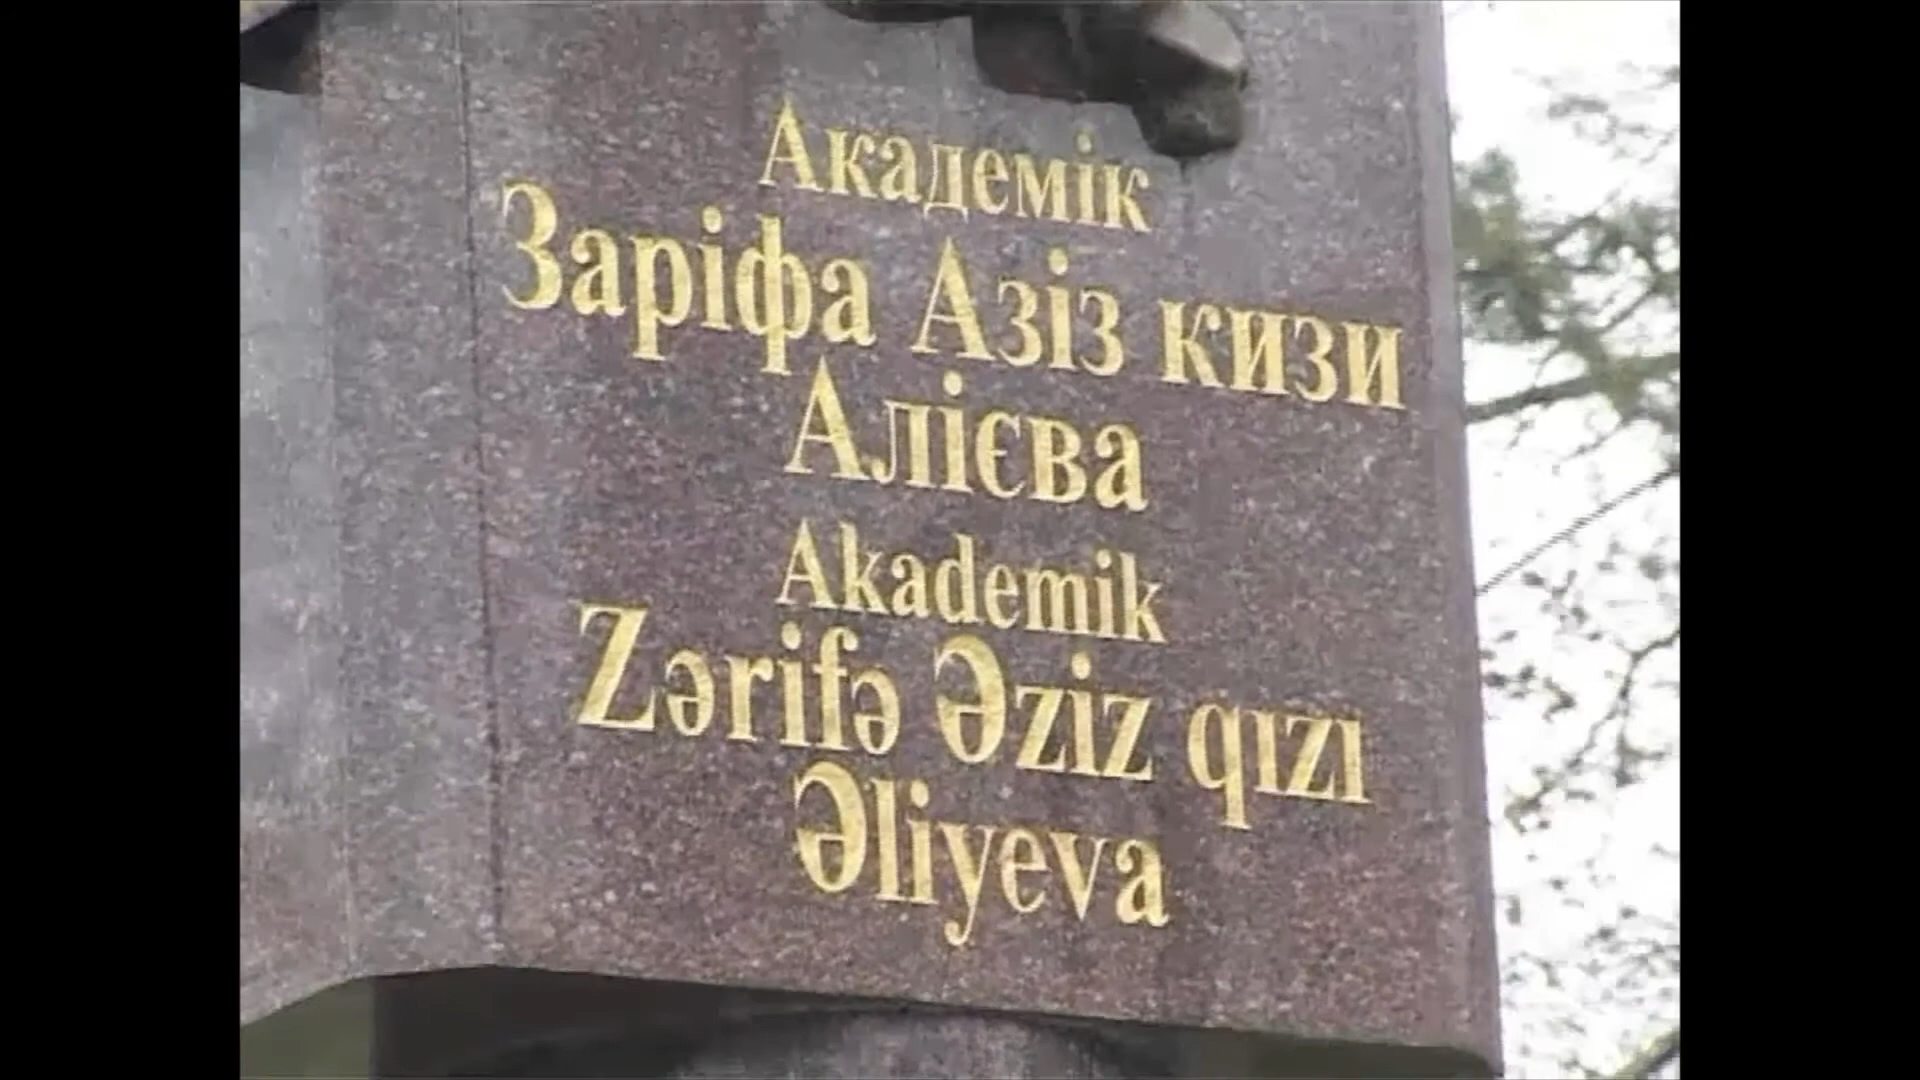 Академік
Заріфа Азіз кизи
Алієва
Akademik
Zərifə Əziz qızı
Əliyeva